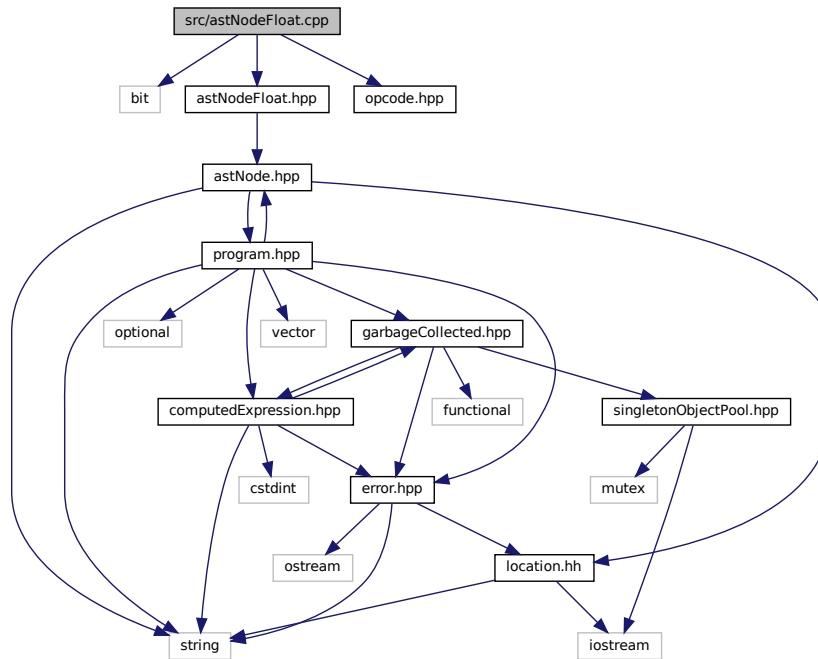 src/astNodeFloat.cpp
bit
astNodeFloat.hpp
opcode.hpp
astNode.hpp
program.hpp
optional
vector
garbageCollected.hpp
computedExpression.hpp
functional
singletonObjectPool.hpp
cstdint
error.hpp
mutex
ostream
location.hh
string
iostream